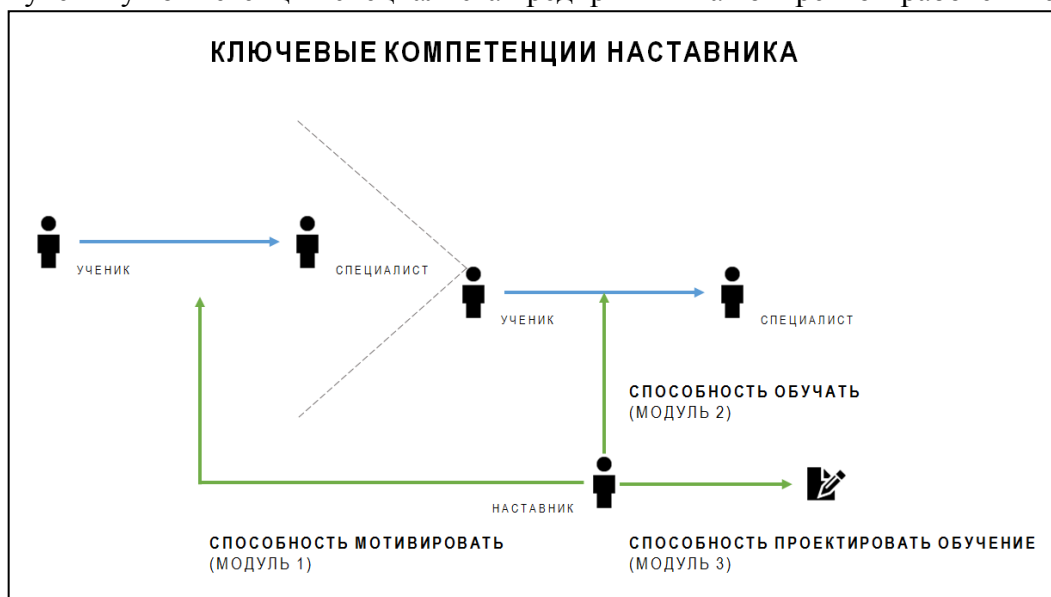 КЛЮЧЕВЫЕ КОМПЕТЕНЦИИ НАСТАВНИКА
УЧЕНИК
СПЕЦИАЛИСТ
УЧЕНИК
СПЕЦИАЛИСТ
СПОСОБНОСТЬ ОБУЧАТЬ
(МОДУЛЬ 2)
НАСТАВНИК
СПОСОБНОСТЬ МОТИВИРОВАТЬ
(МОДУЛЬ 1)
СПОСОБНОСТЬ ПРОЕКТИРОВАТЬ ОБУЧЕНИЕ
(МОДУЛЬ 3)